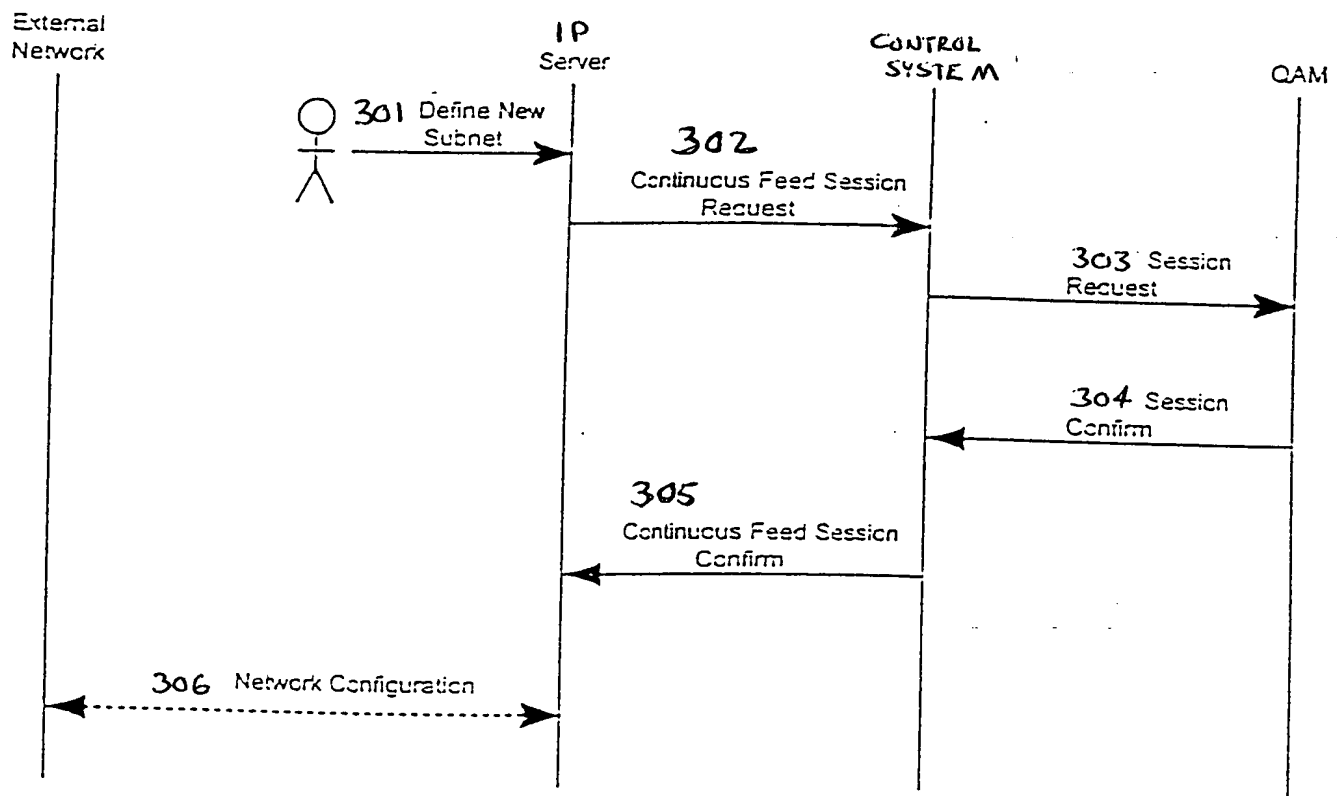 External
Network
IP
Server
CONTROL
SYSTEM
QAM
301 Define New
Subnet
302
Continuous Feed Session
Request
303 Session
Request
304 Session
Confirm
305
Continuous Feed Session
Confirm
306 Network Configuration